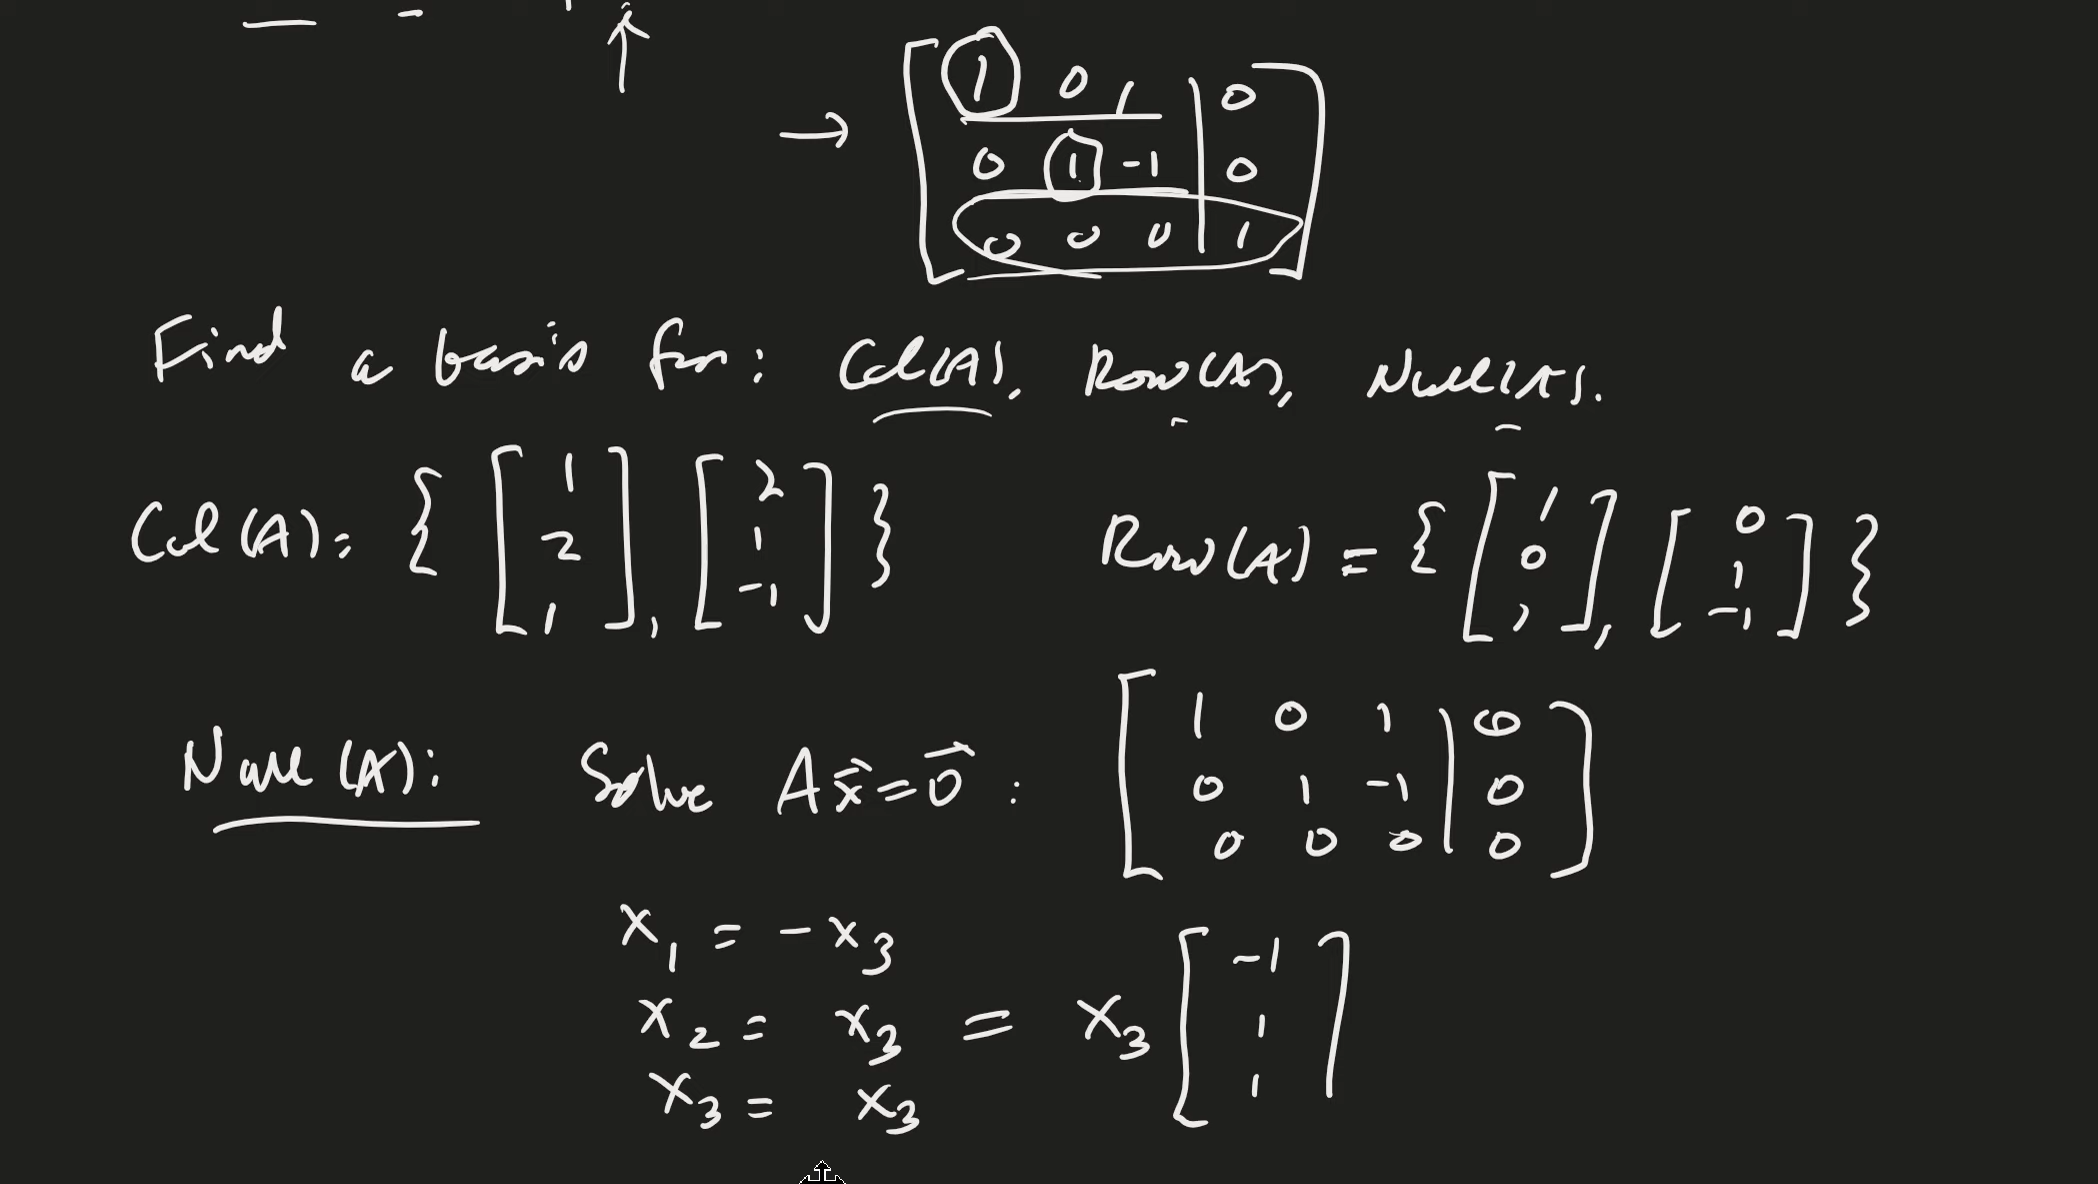 → [ 1 0 1 | 0
0 1 -1 | 0
0 0 0 | 1 ]
Find a basis for: Col(A), Row(A), Null(A).
Col(A) = { [ 1 2 1 ], [ 2 1 -1 ] } Row(A) = { [ 1 0 1 ], [ 0 1 -1 ] }
Null(A): Solve Ax⃗ = 0⃗ : [ 1 0 1 | 0
0 1 -1 | 0
0 0 0 | 0 ]
x₁ = -x₃
x₂ = x₃ = x₃ [ -1 1 1 ]
x₃ = x₃